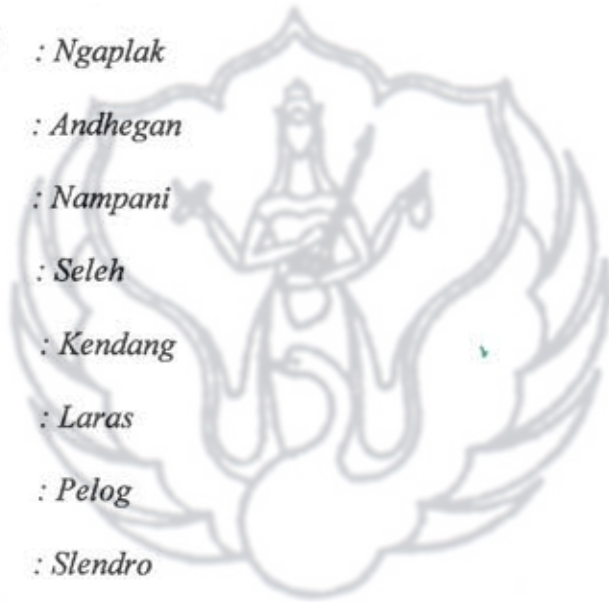 : Ngaplak
: Andhegan
: Nampani
: Seleh
: Kendang
: Laras
: Pelog
: Slendro